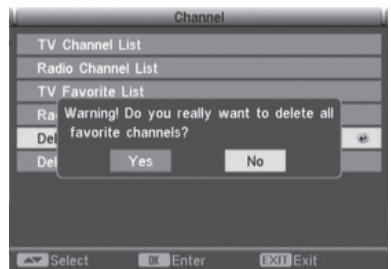 Channel
TV Channel List
Radio Channel List
TV Favorite List
Ra
Warning! Do you really want to delete all
favorite channels?
Del
Del
Yes No
Select OK Enter EXIT Exit